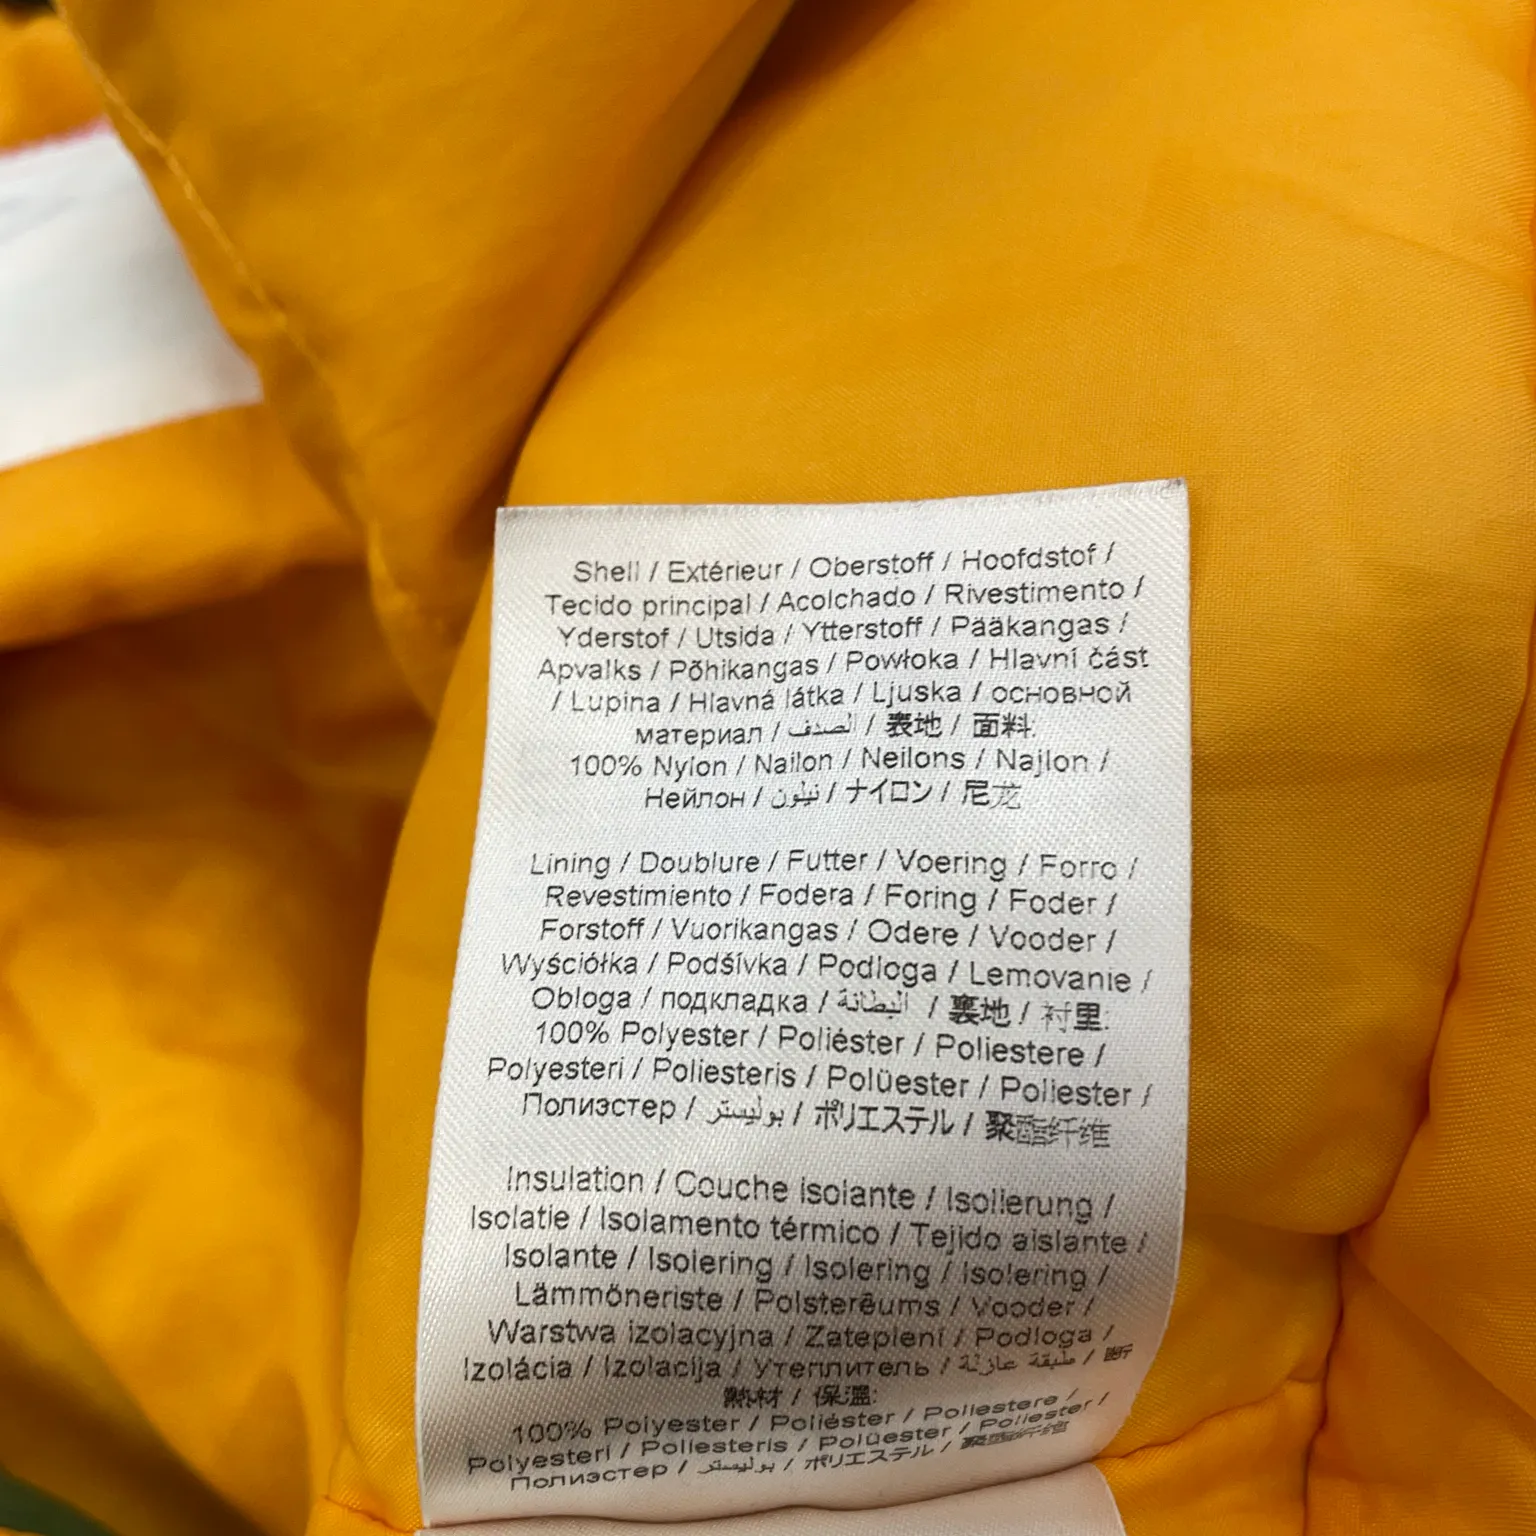 Shell / Extérieur / Oberstoff / Hoofdstof /
Tecido principal / Acolchado / Rivestimento /
Yderstof / Utsida / Ytterstoff / Pääkangas /
Apvalks / Põhikangas / Powłoka / Hlavní část
/ Lupina / Hlavná látka / Ljuska / основной
материал / الصدف / 表地 / 面料:
100% Nylon / Nailon / Neilons / Najlon /
Нейлон / نيلون / ナイロン / 尼龙
Lining / Doublure / Futter / Voering / Forro /
Revestimiento / Fodera / Foring / Foder /
Forstoff / Vuorikangas / Odere / Vooder /
Wyściółka / Podšívka / Podloga / Lemovanie /
Obloga / подкладка / البطانة / 裏地 / 衬里:
100% Polyester / Poliéster / Poliestere /
Polyesteri / Poliesteris / Polüester / Poliester /
Полиэстер / بوليستر / ポリエステル / 聚酯纤维
Insulation / Couche isolante / Isolierung /
Isolatie / Isolamento térmico / Tejido aislante /
Isolante / Isolering / Isolering / Isolering /
Lämmöneriste / Polsterēums / Vooder /
Warstwa izolacyjna / Zateplení / Podloga /
Izolácia / Izolacija / Утеплитель / طبقة عازلة / 断
熱材 / 保温:
100% Polyester / Poliéster / Poliestere /
Polyesteri / Poliesteris / Polüester / Poliester /
Полиэстер / بوليستر / ポリエステル / 聚酯纤维